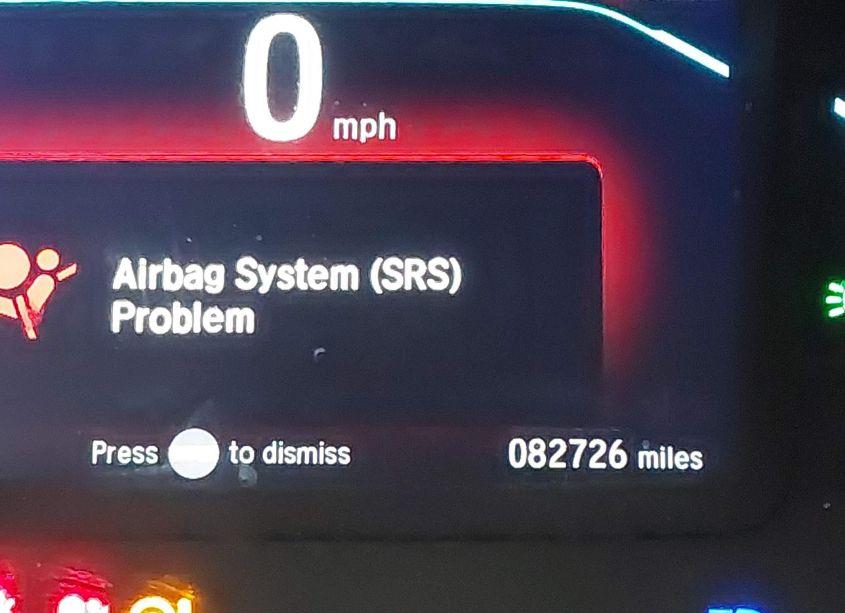 0 mph
Airbag System (SRS)
Problem
Press to dismiss
082726 miles